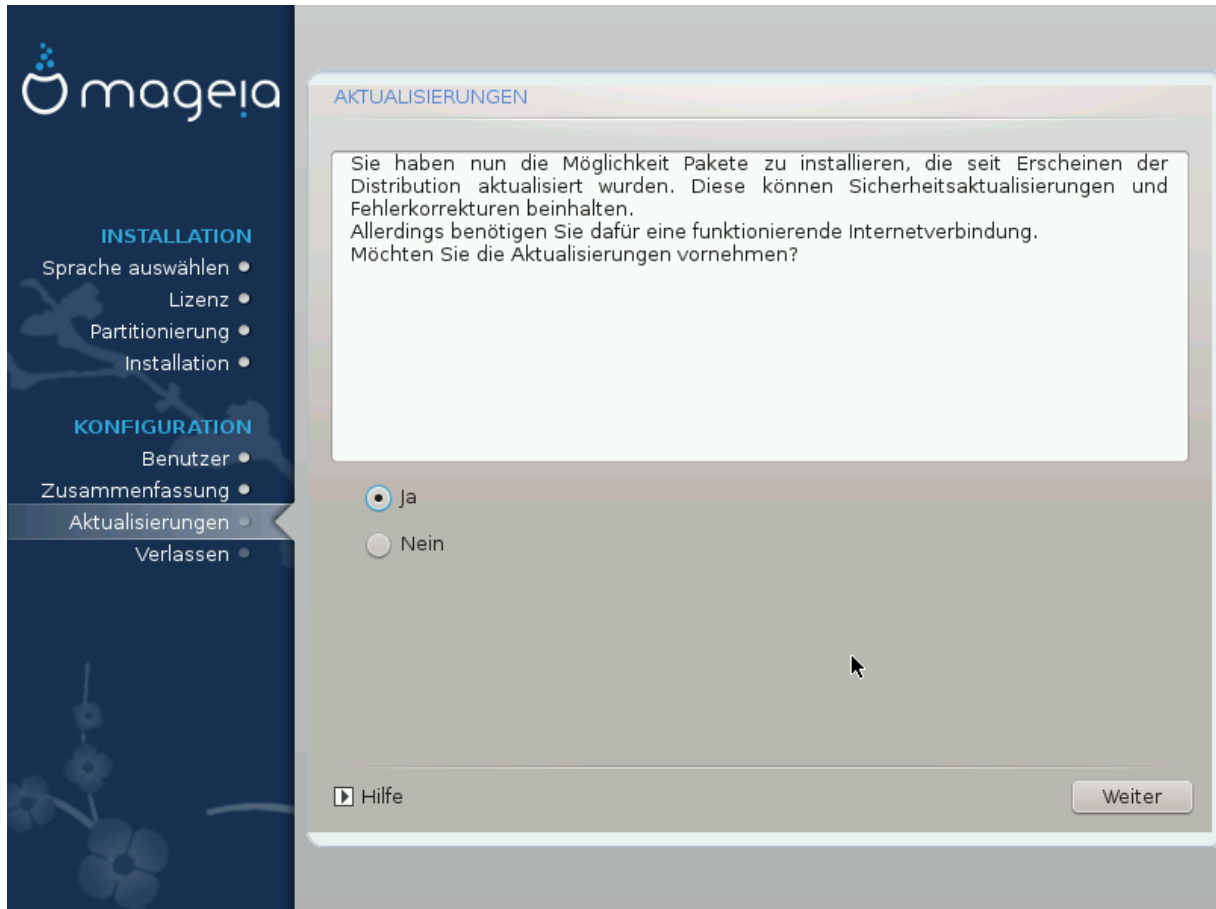 mageia
INSTALLATION
Sprache auswählen
Lizenz
Partitionierung
Installation
KONFIGURATION
Benutzer
Zusammenfassung
Aktualisierungen
Verlassen
AKTUALISIERUNGEN
Sie haben nun die Möglichkeit Pakete zu installieren, die seit Erscheinen der
Distribution aktualisiert wurden. Diese können Sicherheitsaktualisierungen und
Fehlerkorrekturen beinhalten.
Allerdings benötigen Sie dafür eine funktionierende Internetverbindung.
Möchten Sie die Aktualisierungen vornehmen?
Ja
Nein
Hilfe
Weiter